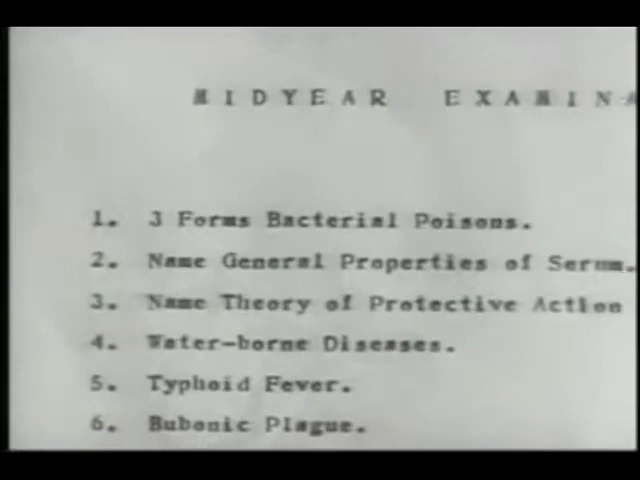 MIDYEAR EXAMINA
1. 3 Forms Bacterial Poisons.
2. Name General Properties of Serum.
3. Name Theory of Protective Action
4. Water-borne Diseases.
5. Typhoid Fever.
6. Bubonic Plague.